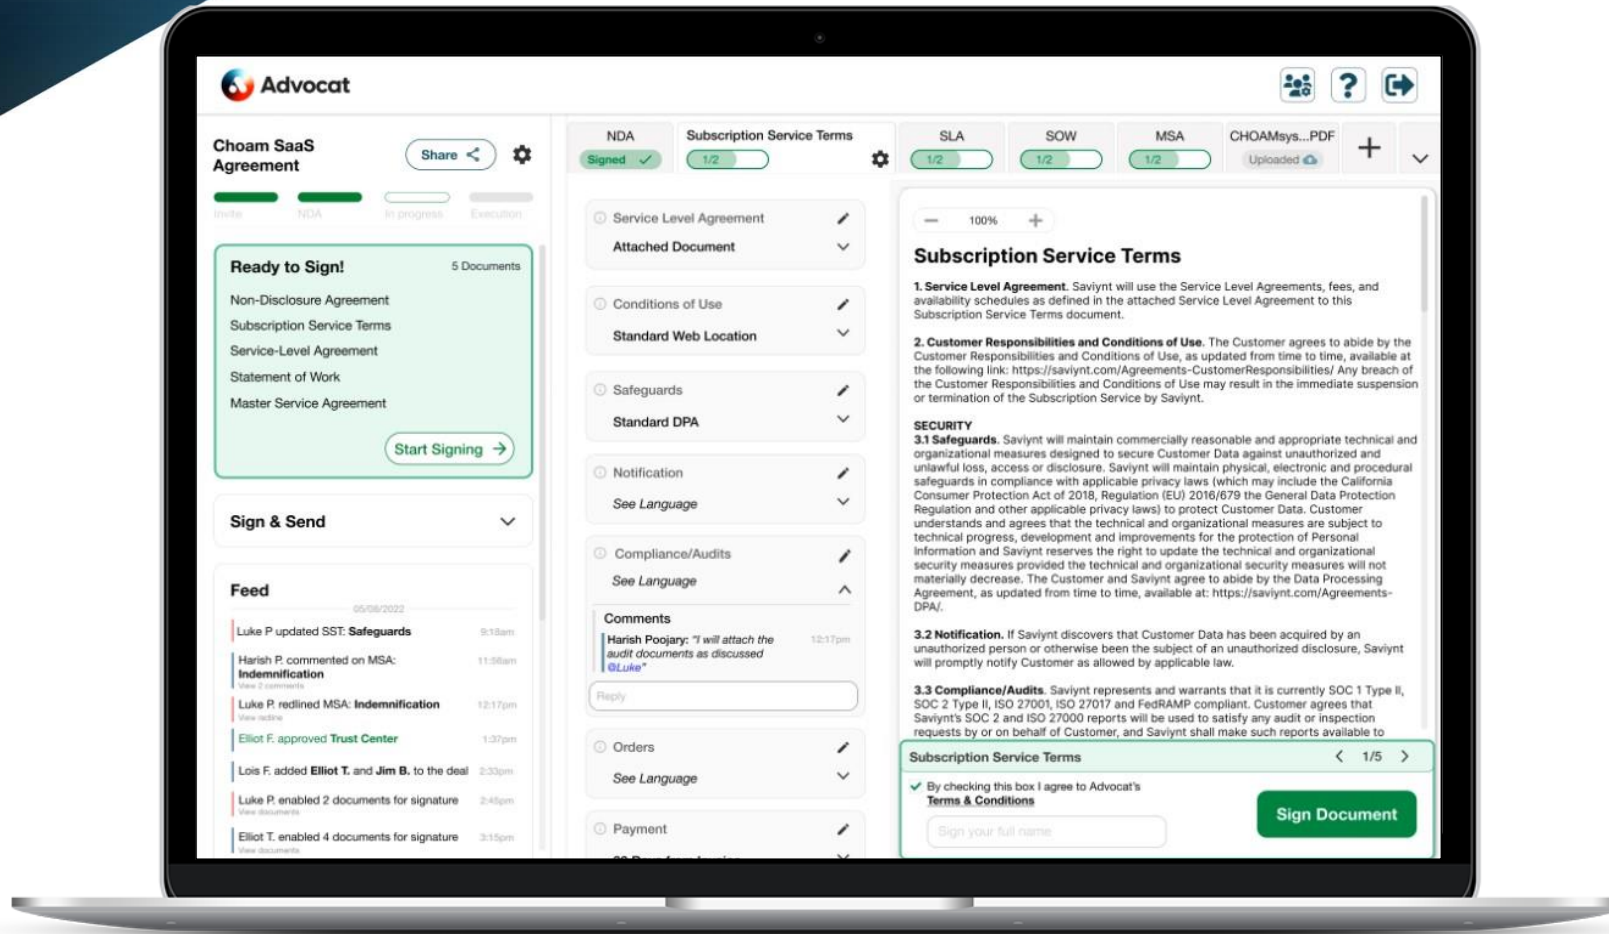 Advocat
Choam SaaS
Agreement
Share
Invite NDA In progress Execution
Ready to Sign! 5 Documents
Non-Disclosure Agreement
Subscription Service Terms
Service-Level Agreement
Statement of Work
Master Service Agreement
Start Signing
Sign & Send
Feed
05/08/2022
Luke P updated SST: Safeguards 9:18am
Harish P. commented on MSA: 11:56am
Indemnification
View 2 comments
Luke P. redlined MSA: Indemnification 12:17pm
View redline
Elliot F. approved Trust Center 1:37pm
Lois F. added Elliot T. and Jim B. to the deal 2:33pm
Luke P. enabled 2 documents for signature 2:45pm
View documents
Elliot T. enabled 4 documents for signature 3:15pm
View documents
NDA
Signed
Subscription Service Terms
1/2
SLA
1/2
SOW
1/2
MSA
1/2
CHOAMsys...PDF
Uploaded
Service Level Agreement
Attached Document
Conditions of Use
Standard Web Location
Safeguards
Standard DPA
Notification
See Language
Compliance/Audits
See Language
Comments
Harish Poojary: "I will attach the 12:17pm
audit documents as discussed
@Luke"
Reply
Orders
See Language
Payment
100%
Subscription Service Terms
1. Service Level Agreement. Saviynt will use the Service Level Agreements, fees, and
availability schedules as defined in the attached Service Level Agreement to this
Subscription Service Terms document.
2. Customer Responsibilities and Conditions of Use. The Customer agrees to abide by the
Customer Responsibilities and Conditions of Use, as updated from time to time, available at
the following link: https://saviynt.com/Agreements-CustomerResponsibilities/ Any breach of
the Customer Responsibilities and Conditions of Use may result in the immediate suspension
or termination of the Subscription Service by Saviynt.
SECURITY
3.1 Safeguards. Saviynt will maintain commercially reasonable and appropriate technical and
organizational measures designed to secure Customer Data against unauthorized and
unlawful loss, access or disclosure. Saviynt will maintain physical, electronic and procedural
safeguards in compliance with applicable privacy laws (which may include the California
Consumer Protection Act of 2018, Regulation (EU) 2016/679 the General Data Protection
Regulation and other applicable privacy laws) to protect Customer Data. Customer
understands and agrees that the technical and organizational measures are subject to
technical progress, development and improvements for the protection of Personal
Information and Saviynt reserves the right to update the technical and organizational
security measures provided the technical and organizational security measures will not
materially decrease. The Customer and Saviynt agree to abide by the Data Processing
Agreement, as updated from time to time, available at: https://saviynt.com/Agreements-
DPA/.
3.2 Notification. If Saviynt discovers that Customer Data has been acquired by an
unauthorized person or otherwise been the subject of an unauthorized disclosure, Saviynt
will promptly notify Customer as allowed by applicable law.
3.3 Compliance/Audits. Saviynt represents and warrants that it is currently SOC 1 Type II,
SOC 2 Type II, ISO 27001, ISO 27017 and FedRAMP compliant. Customer agrees that
Saviynt's SOC 2 and ISO 27000 reports will be used to satisfy any audit or inspection
requests by or on behalf of Customer, and Saviynt shall make such reports available to
Subscription Service Terms 1/5
By checking this box I agree to Advocat's
Terms & Conditions
Sign your full name
Sign Document